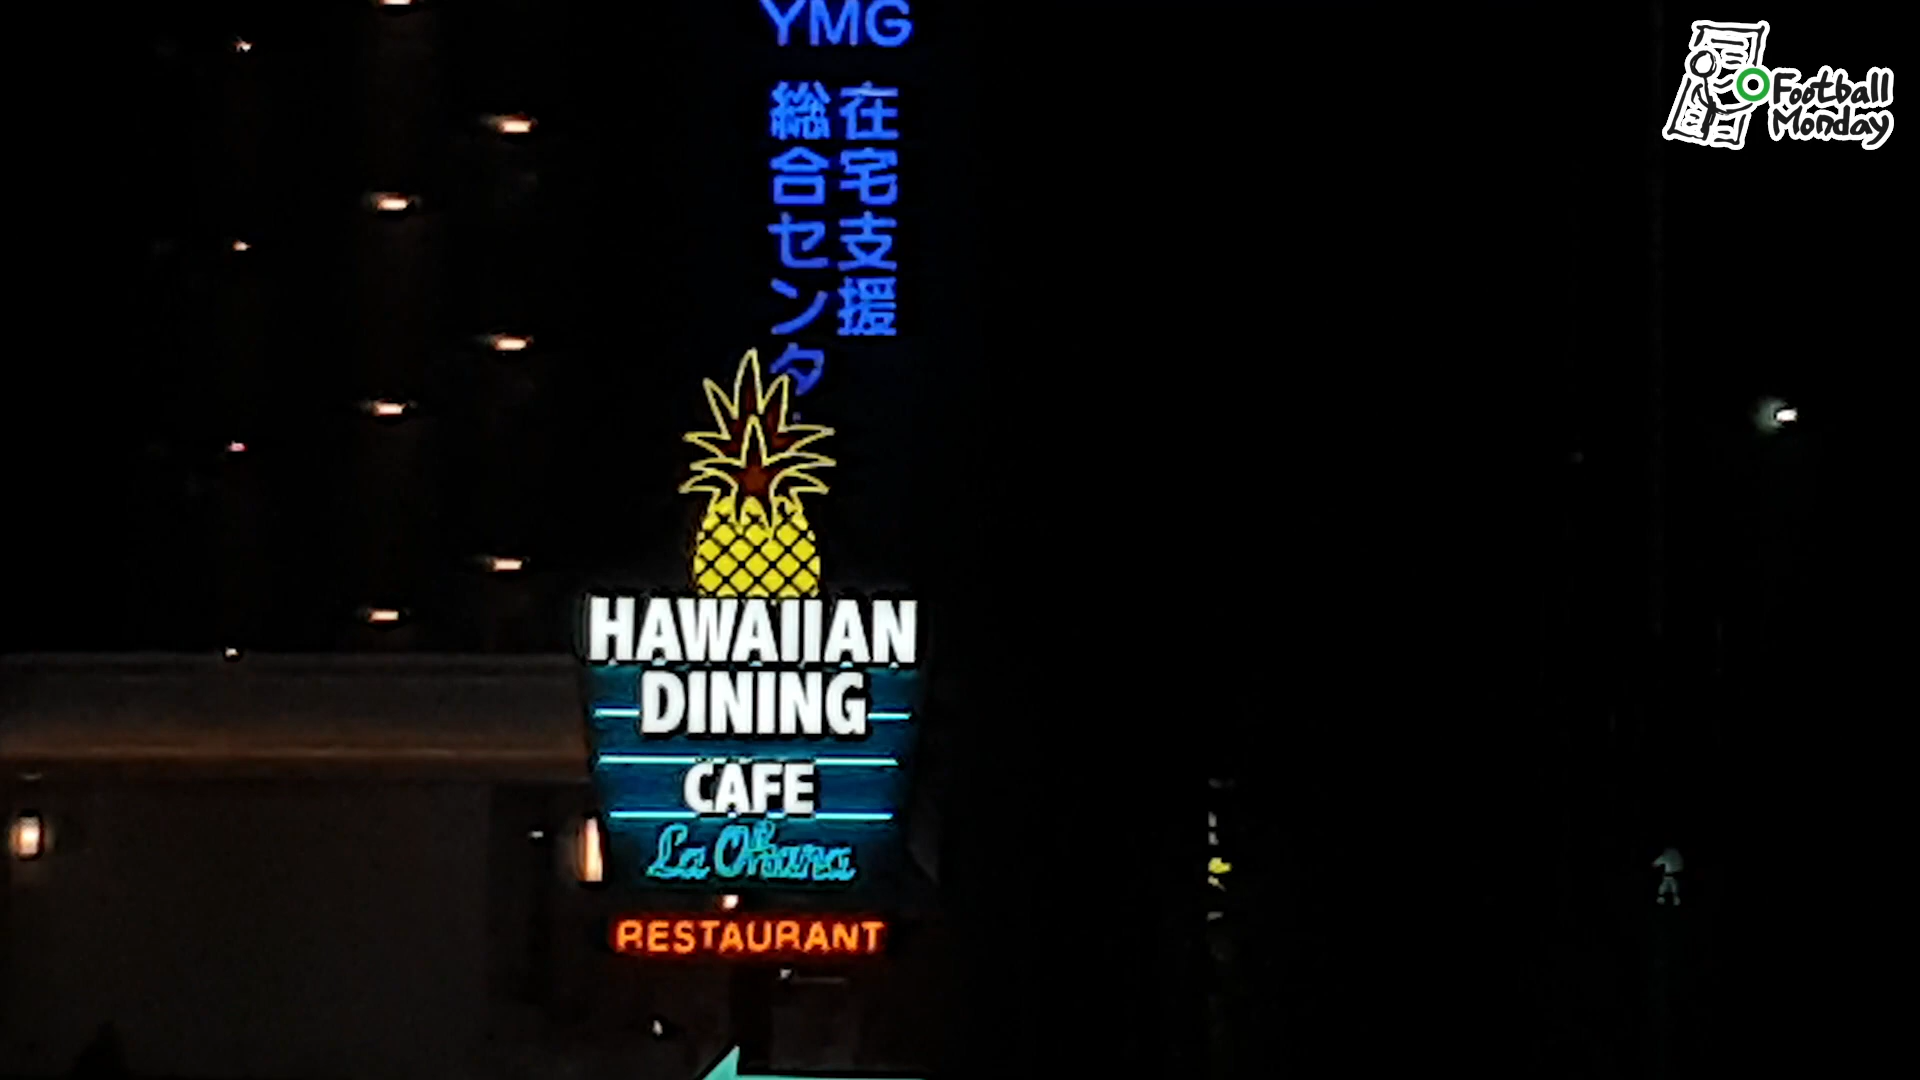 YMG
在宅支援
総合センタ
HAWAIIAN
DINING
CAFE
La Ohana
RESTAURANT
Football
Monday